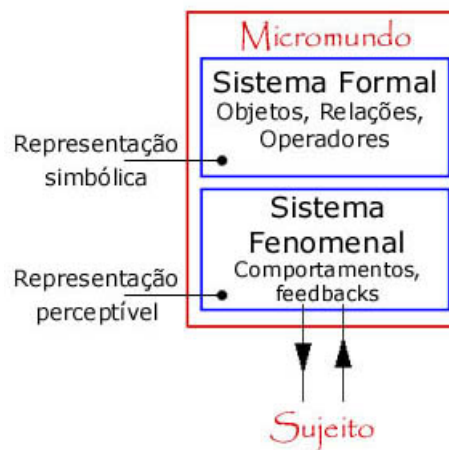 Micromundo
Sistema Formal
Objetos, Relações,
Operadores
Representação
simbólica
Sistema
Fenomenal
Comportamentos,
feedbacks
Representação
perceptível
Sujeito